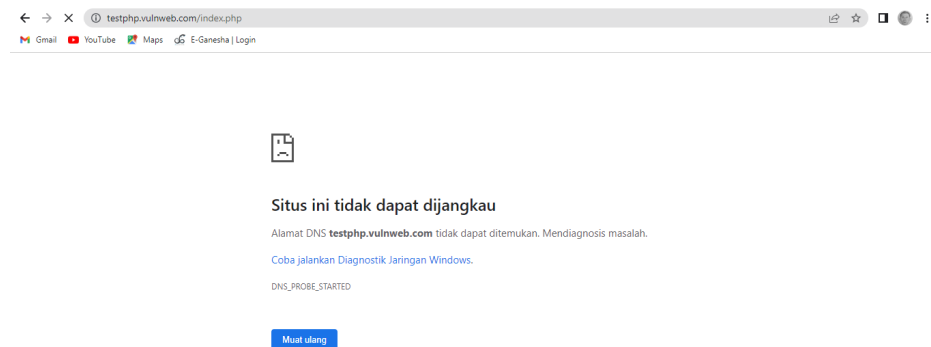 testphp.vulnweb.com/index.php
Gmail YouTube Maps E-Ganesha | Login
Situs ini tidak dapat dijangkau
Alamat DNS testphp.vulnweb.com tidak dapat ditemukan. Mendiagnosis masalah.
Coba jalankan Diagnostik Jaringan Windows.
DNS_PROBE_STARTED
Muat ulang